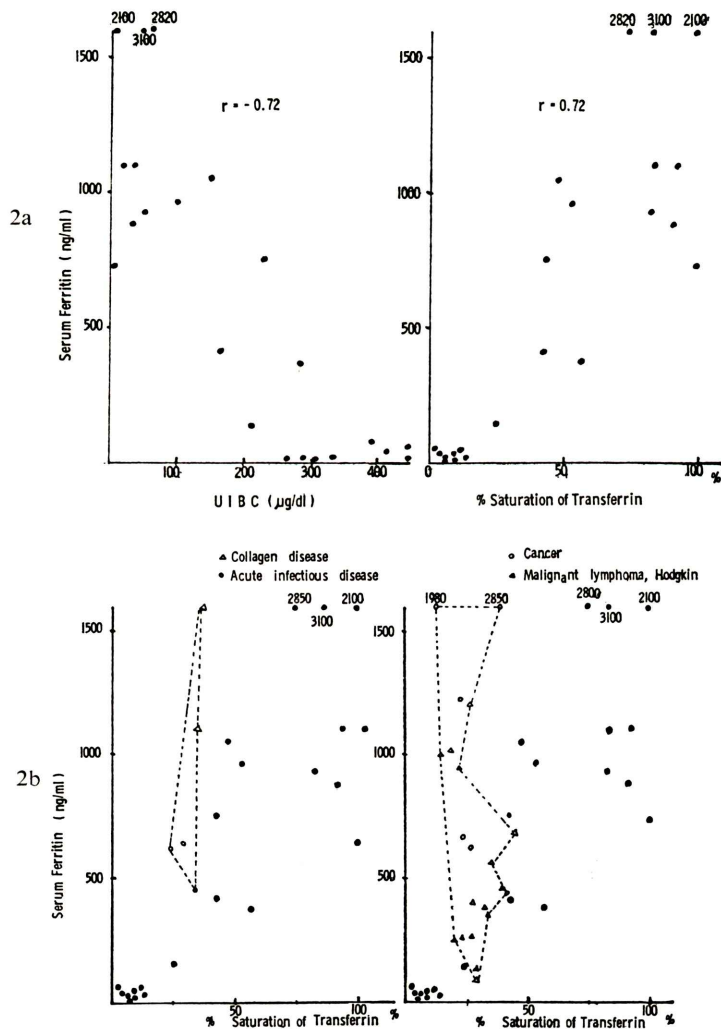 2100 2820
3100
1500
r = - 0.72
1000
500
100 200 300 400
U I B C ( μg/dl )
Serum Ferritin ( ng/ml )
2a
2820 3100 2100
1500
r = 0.72
1000
500
0 50 100 %
% Saturation of Transferrin
△ Collagen disease
• Acute infectious disease
2850 2100
3100
1500
1000
500
0
50 100
% Saturation of Transferrin %
Serum Ferritin ( ng/ml )
2b
○ Cancer
▲ Malignant lymphoma, Hodgkin
1980 2850 2800 2100
3100
1500
1000
500
0
50 100
% Saturation of Transferrin %